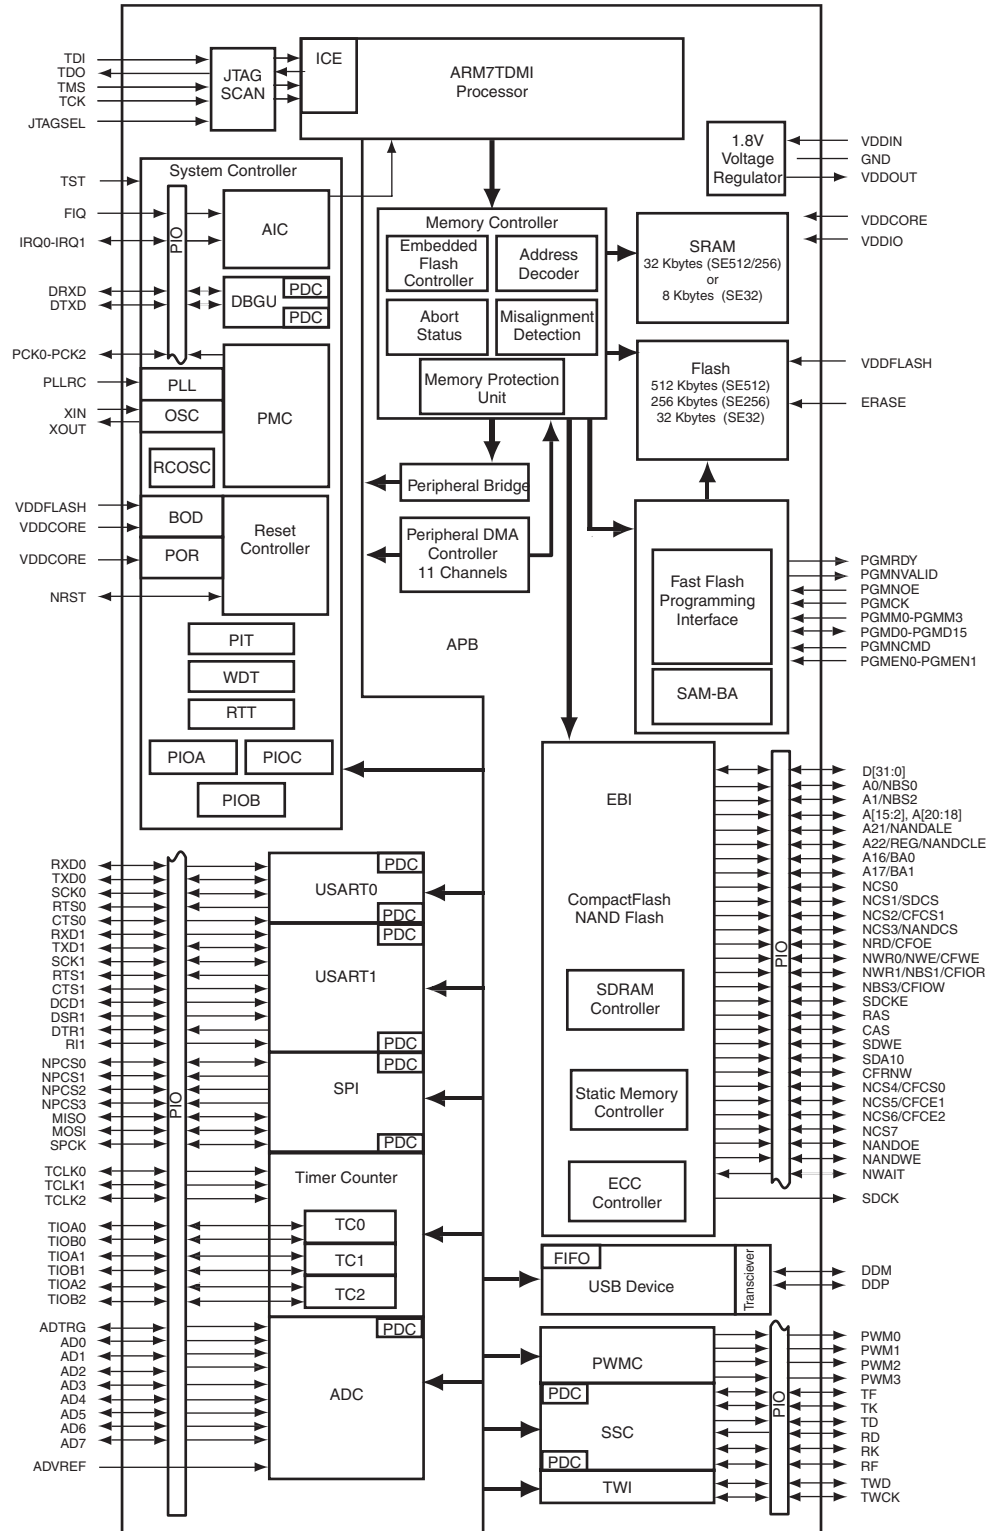 TDI
TDO
TMS
TCK
JTAGSEL
JTAG
SCAN
ICE
ARM7TDMI
Processor
1.8V
Voltage
Regulator
VDDIN
GND
VDDOUT
VDDCORE
VDDIO
System Controller
TST
FIQ
IRQ0-IRQ1
PIO
AIC
DRXD
DTXD
DBGU
PDC
PDC
PCK0-PCK2
PLLRC
PLL
XIN
XOUT
OSC
PMC
RCOSC
VDDFLASH
VDDCORE
BOD
VDDCORE
POR
Reset
Controller
NRST
PIT
WDT
RTT
PIOA
PIOC
PIOB
Memory Controller
Embedded
Flash
Controller
Address
Decoder
Abort
Status
Misalignment
Detection
Memory Protection
Unit
SRAM
32 Kbytes (SE512/256)
or
8 Kbytes (SE32)
Flash
512 Kbytes (SE512)
256 Kbytes (SE256)
32 Kbytes (SE32)
VDDFLASH
ERASE
Peripheral Bridge
Peripheral DMA
Controller
11 Channels
APB
Fast Flash
Programming
Interface
SAM-BA
PGMRDY
PGMNVALID
PGMNOE
PGMCK
PGMM0-PGMM3
PGMD0-PGMD15
PGMNCMD
PGMEN0-PGMEN1
EBI
CompactFlash
NAND Flash
SDRAM
Controller
Static Memory
Controller
ECC
Controller
PIO
D[31:0]
A0/NBS0
A1/NBS2
A[15:2], A[20:18]
A21/NANDALE
A22/REG/NANDCLE
A16/BA0
A17/BA1
NCS0
NCS1/SDCS
NCS2/CFCS1
NCS3/NANDCS
NRD/CFOE
NWR0/NWE/CFWE
NWR1/NBS1/CFIOR
NBS3/CFIOW
SDCKE
RAS
CAS
SDWE
SDA10
CFRNW
NCS4/CFCS0
NCS5/CFCE1
NCS6/CFCE2
NCS7
NANDOE
NANDWE
NWAIT
SDCK
RXD0
TXD0
SCK0
RTS0
CTS0
RXD1
TXD1
SCK1
RTS1
CTS1
DCD1
DSR1
DTR1
RI1
NPCS0
NPCS1
NPCS2
NPCS3
MISO
MOSI
SPCK
TCLK0
TCLK1
TCLK2
TIOA0
TIOB0
TIOA1
TIOB1
TIOA2
TIOB2
ADTRG
AD0
AD1
AD2
AD3
AD4
AD5
AD6
AD7
ADVREF
PIO
PDC
USART0
PDC
PDC
USART1
PDC
PDC
SPI
PDC
Timer Counter
TC0
TC1
TC2
PDC
ADC
FIFO
USB Device
Transciever
DDM
DDP
PWMC
PDC
SSC
PDC
TWI
PIO
PWM0
PWM1
PWM2
PWM3
TF
TK
TD
RD
RK
RF
TWD
TWCK